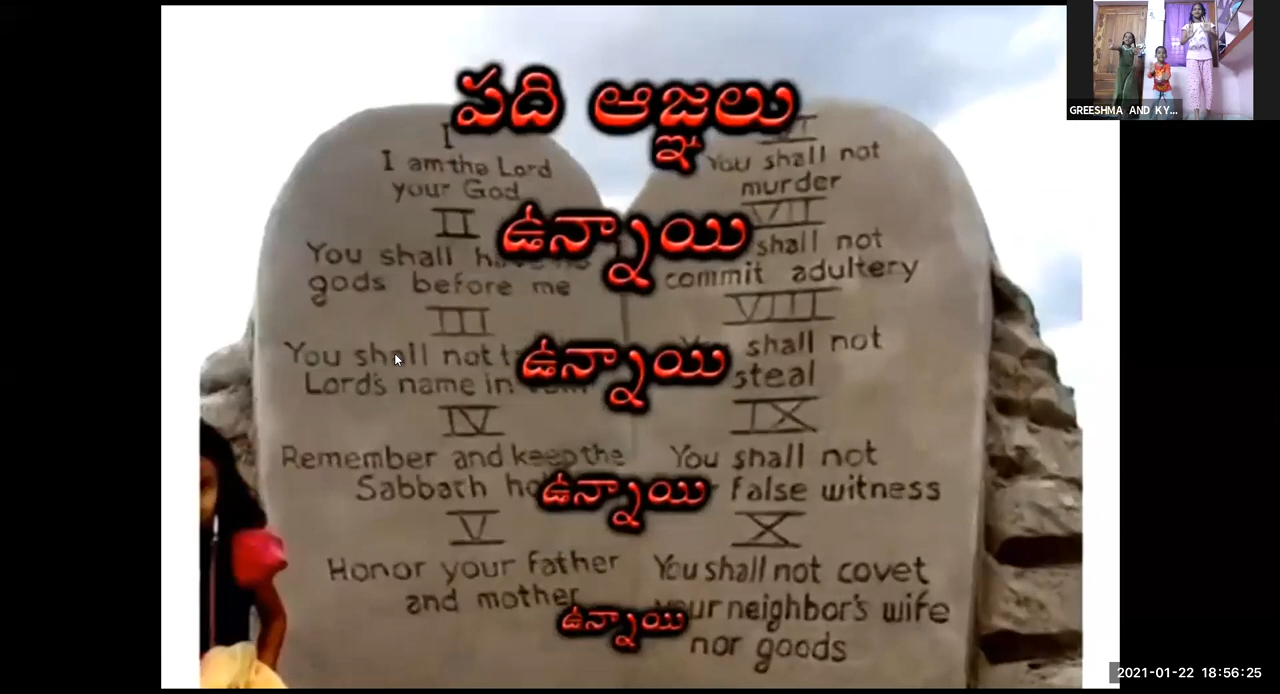 పది ఆజ్ఞలు
ఉన్నాయి
ఉన్నాయి
ఉన్నాయి
ఉన్నాయి
I
I am the Lord
your God
II
You shall
gods before me
III
You shall not
Lord's name in
IV
Remember and keep the
Sabbath
V
Honor your father
and mother
You shall not
murder
VII
shall not
commit adultery
VIII
shall not
steal
IX
You shall not
false witness
X
You shall not covet
your neighbor's wife
nor goods
GREESHMA AND KY...
2021-01-22 18:56:25